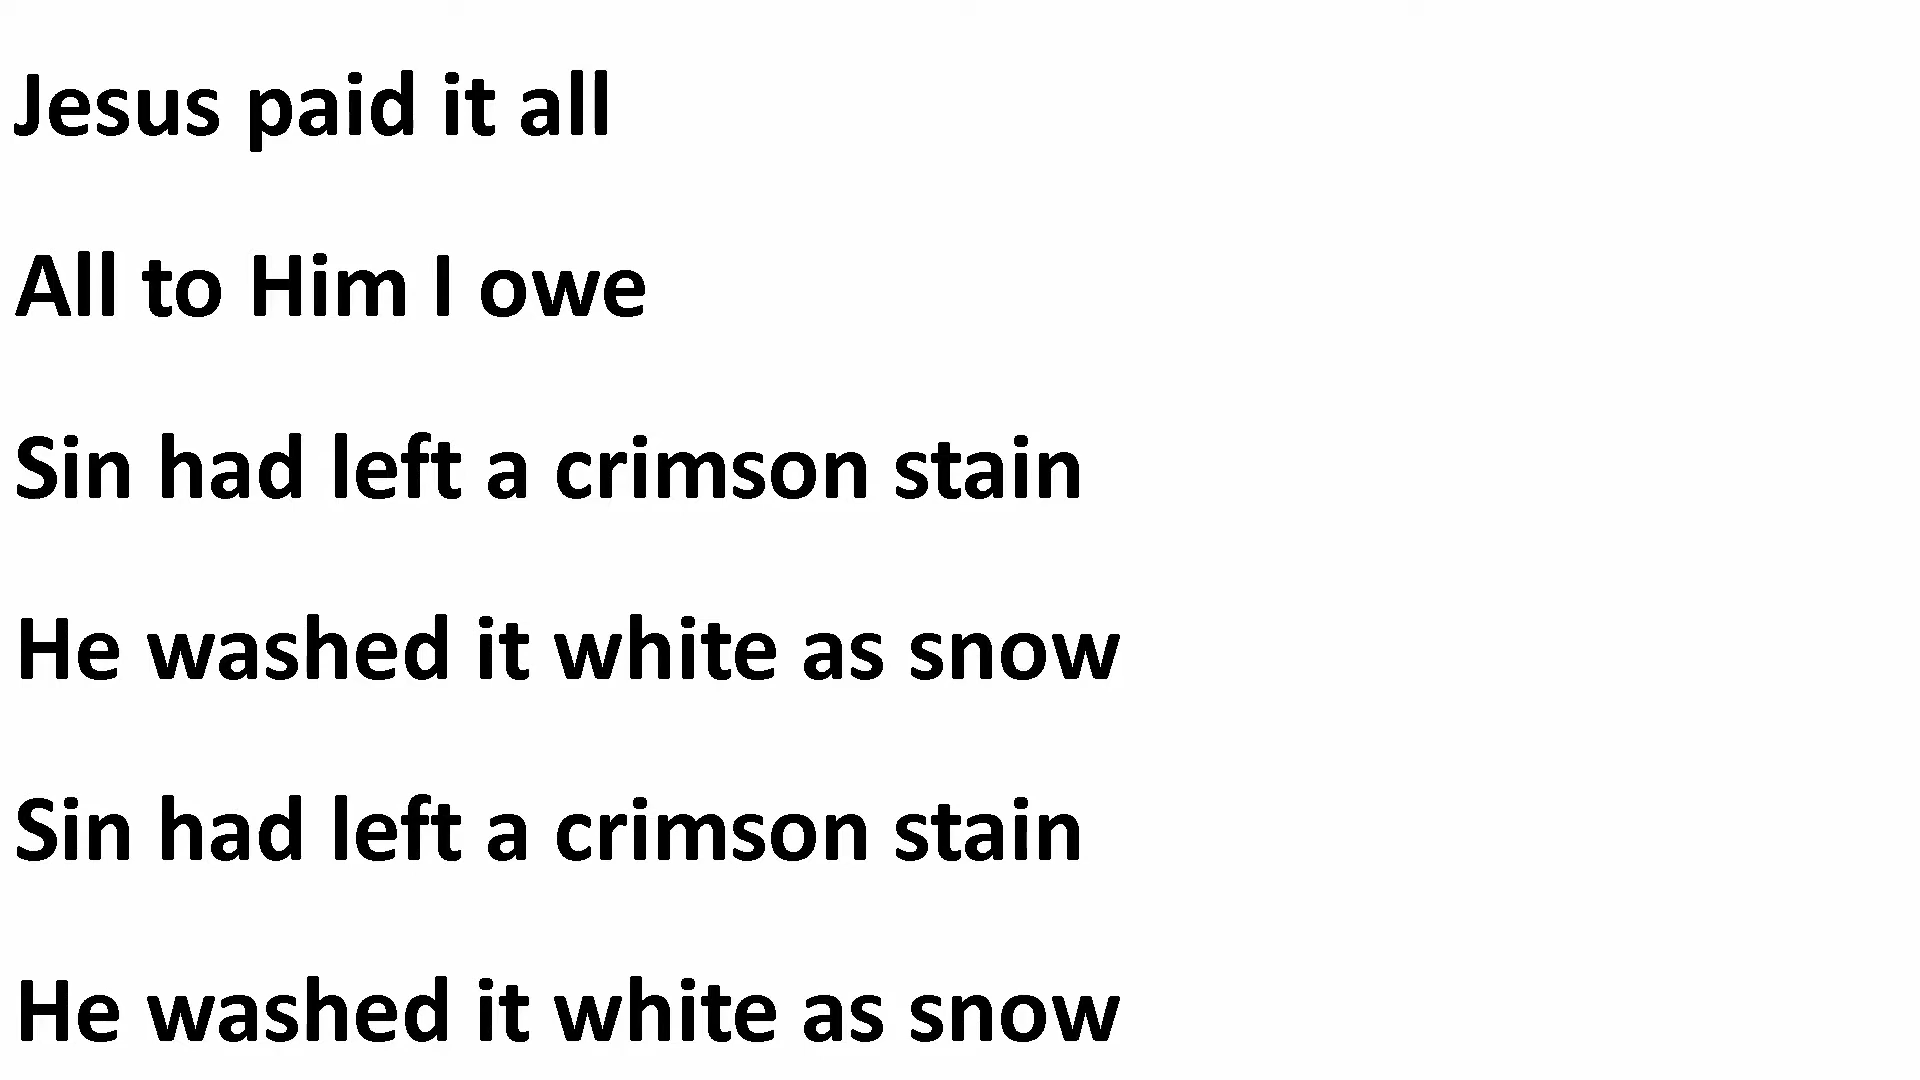 Jesus paid it all
All to Him I owe
Sin had left a crimson stain
He washed it white as snow
Sin had left a crimson stain
He washed it white as snow